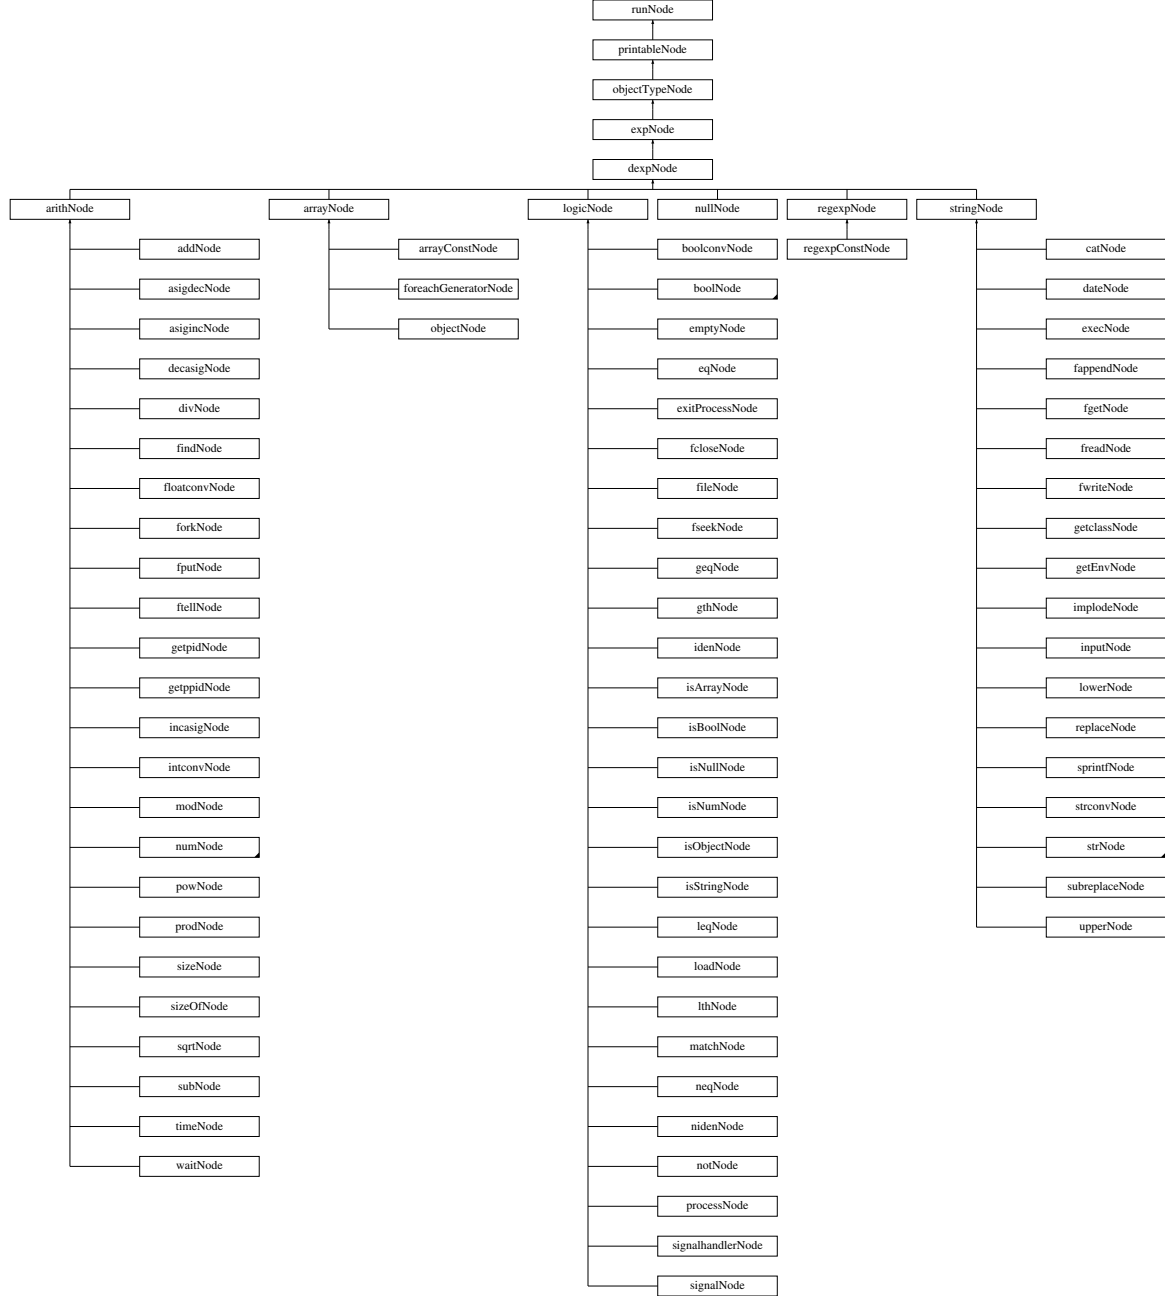 runNode
printableNode
objectTypeNode
expNode
dexpNode
arithNode arrayNode logicNode nullNode regexpNode stringNode
addNode arrayConstNode boolconvNode regexpConstNode catNode
asigdecNode foreachGeneratorNode boolNode dateNode
asigincNode objectNode emptyNode execNode
decasigNode eqNode fappendNode
divNode exitProcessNode fgetNode
findNode fcloseNode freadNode
floatconvNode fileNode fwriteNode
forkNode fseekNode getclassNode
fputNode geqNode getEnvNode
ftellNode gthNode implodeNode
getpidNode idenNode inputNode
getppidNode isArrayNode lowerNode
incasigNode isBoolNode replaceNode
intconvNode isNullNode sprintfNode
modNode isNumNode strconvNode
numNode isObjectNode strNode
powNode isStringNode subreplaceNode
prodNode leqNode upperNode
sizeNode loadNode
sizeOfNode lthNode
sqrtNode matchNode
subNode neqNode
timeNode nidenNode
waitNode notNode
processNode
signalhandlerNode
signalNode